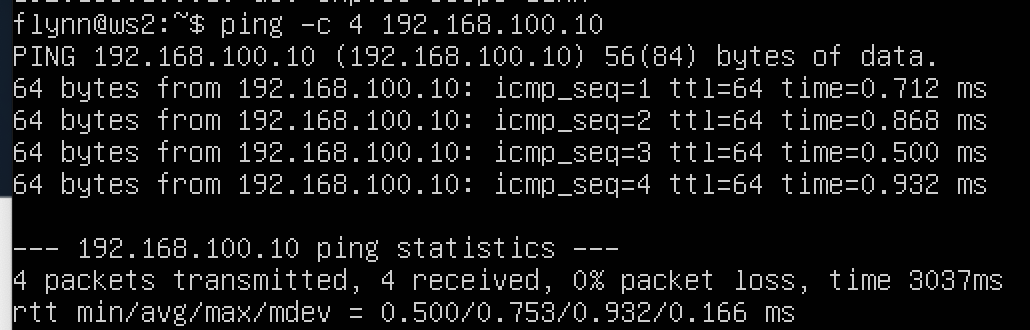 flynn@ws2:~$ ping -c 4 192.168.100.10
PING 192.168.100.10 (192.168.100.10) 56(84) bytes of data.
64 bytes from 192.168.100.10: icmp_seq=1 ttl=64 time=0.712 ms
64 bytes from 192.168.100.10: icmp_seq=2 ttl=64 time=0.868 ms
64 bytes from 192.168.100.10: icmp_seq=3 ttl=64 time=0.500 ms
64 bytes from 192.168.100.10: icmp_seq=4 ttl=64 time=0.932 ms
--- 192.168.100.10 ping statistics ---
4 packets transmitted, 4 received, 0% packet loss, time 3037ms
rtt min/avg/max/mdev = 0.500/0.753/0.932/0.166 ms